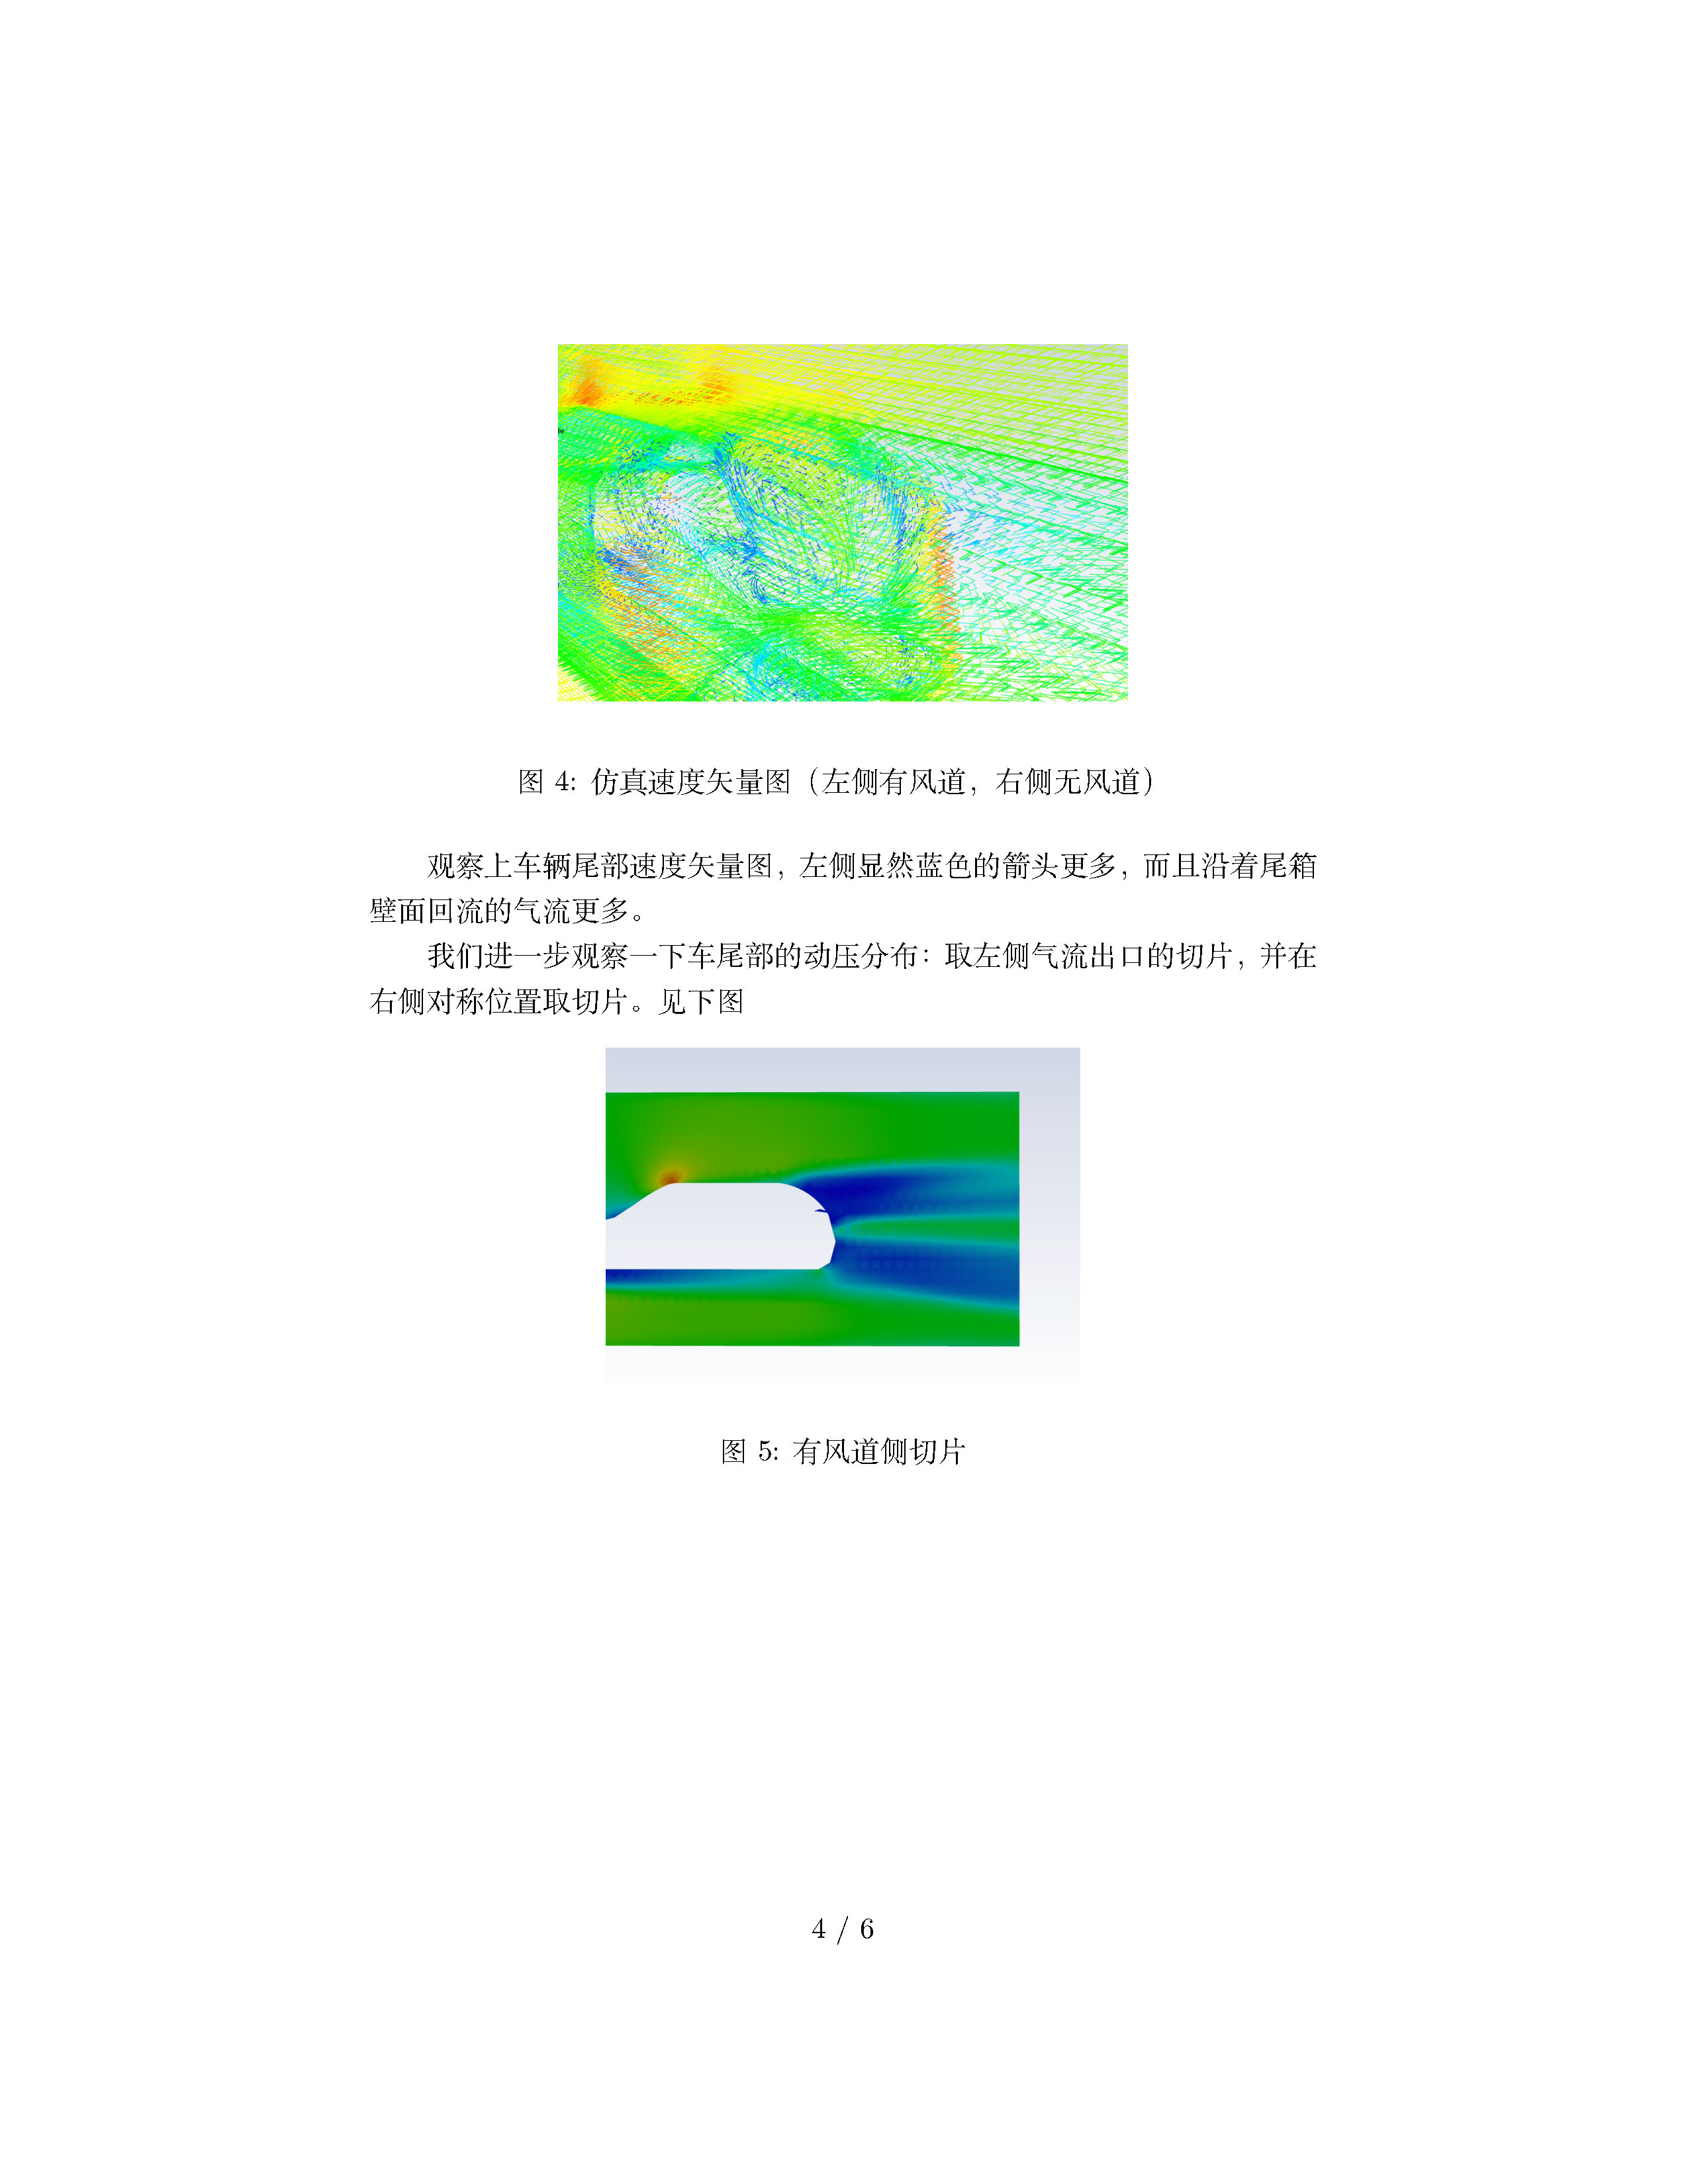 图 4: 仿真速度矢量图（左侧有风道，右侧无风道）
观察上车辆尾部速度矢量图，左侧显然蓝色的箭头更多，而且沿着尾箱
壁面回流的气流更多。
我们进一步观察一下车尾部的动压分布：取左侧气流出口的切片，并在
右侧对称位置取切片。见下图
图 5: 有风道侧切片
4 / 6